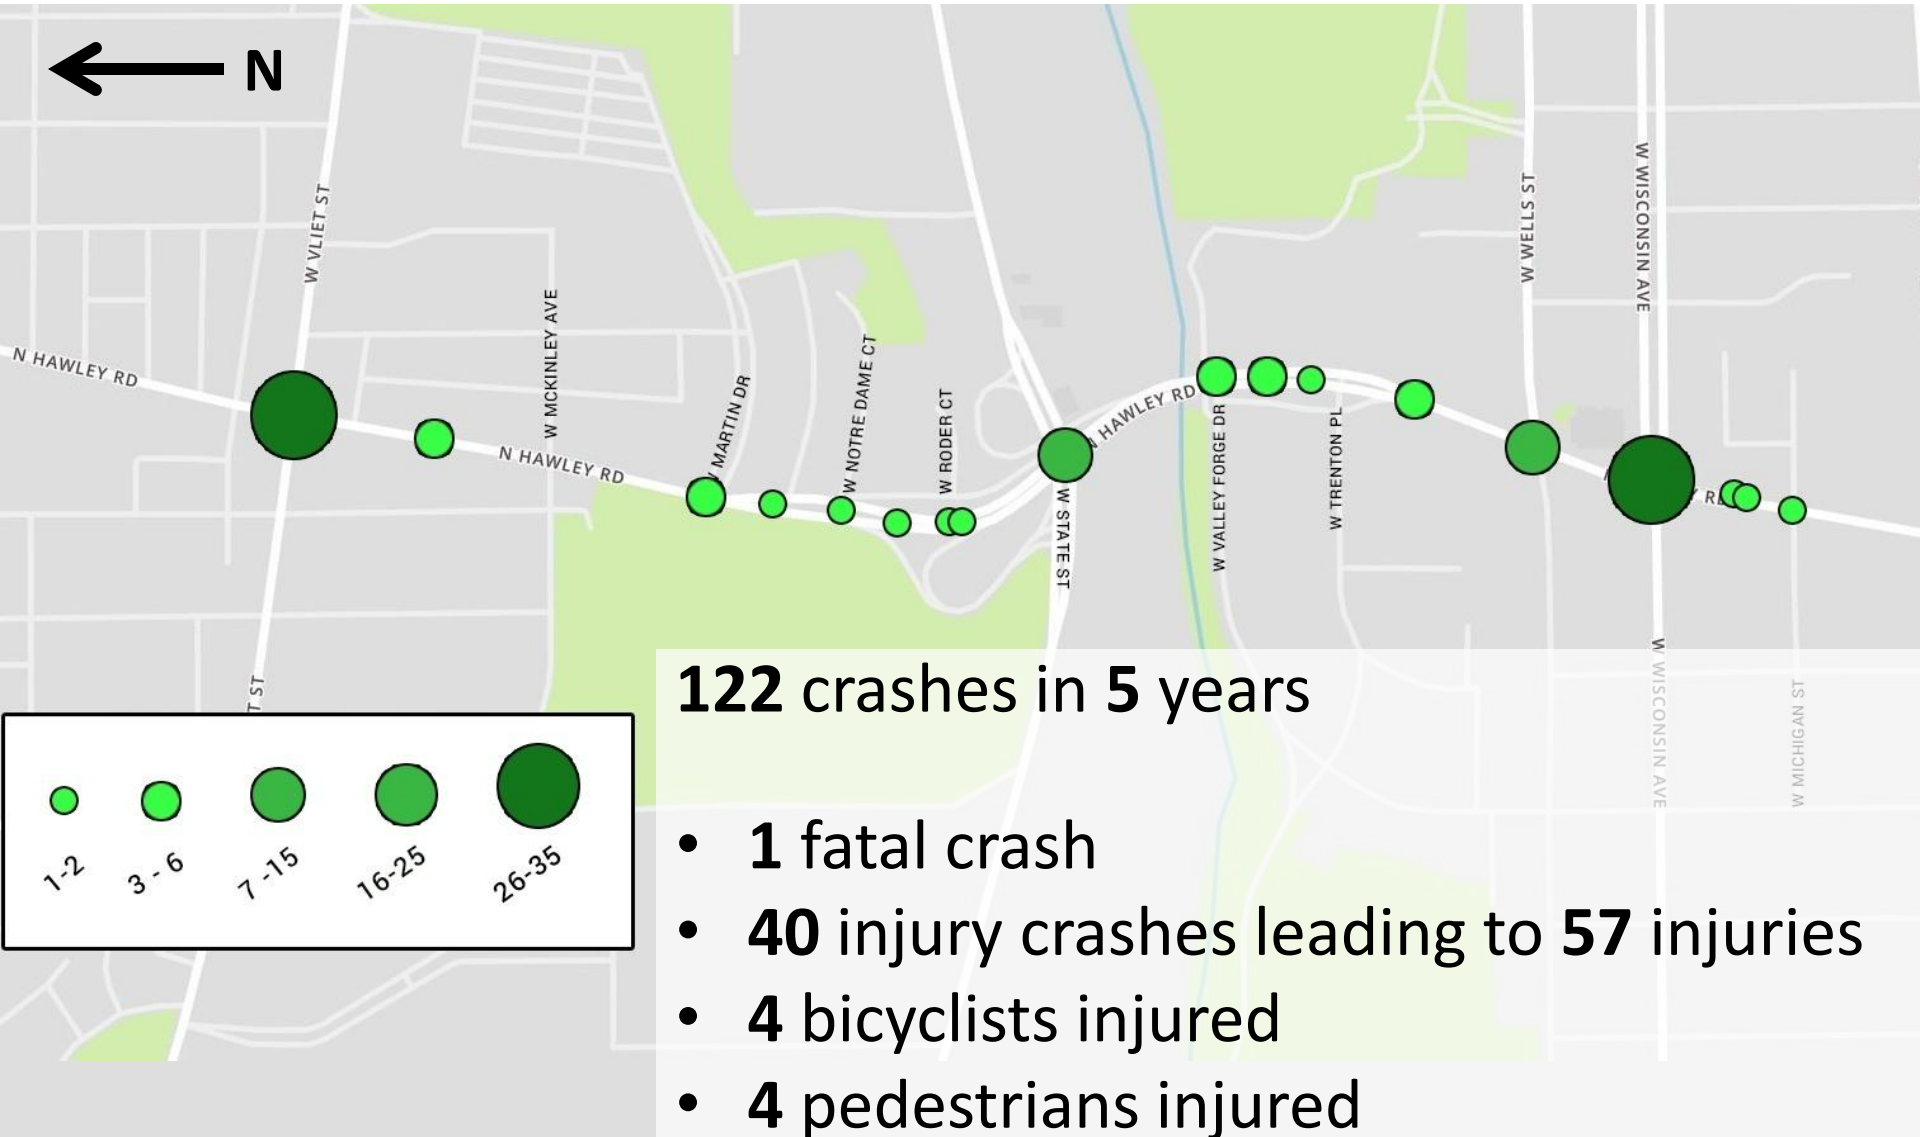 N
W VLIET ST
N HAWLEY RD
W MCKINLEY AVE
N HAWLEY RD
MARTIN DR
W NOTRE DAME CT
W RODER CT
N HAWLEY RD
W STATE ST
W VALLEY FORGE DR
W TRENTON PL
W WELLS ST
W WISCONSIN AVE
W WISCONSIN AVE
W MICHIGAN ST
T ST
1-2
3 - 6
7 -15
16-25
26-35
122 crashes in 5 years
• 1 fatal crash
• 40 injury crashes leading to 57 injuries
• 4 bicyclists injured
• 4 pedestrians injured